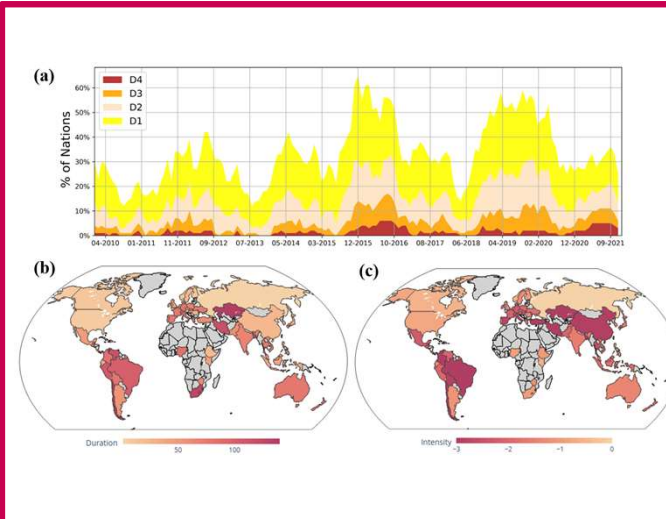 (a)
D4
D3
D2
D1
% of Nations
60%
50%
40%
30%
20%
10%
0%
04-2010 01-2011 11-2011 09-2012 07-2013 05-2014 03-2015 12-2015 10-2016 08-2017 06-2018 04-2019 02-2020 12-2020 09-2021
(b)
(c)
Duration 50 100
Intensity -3 -2 -1 0